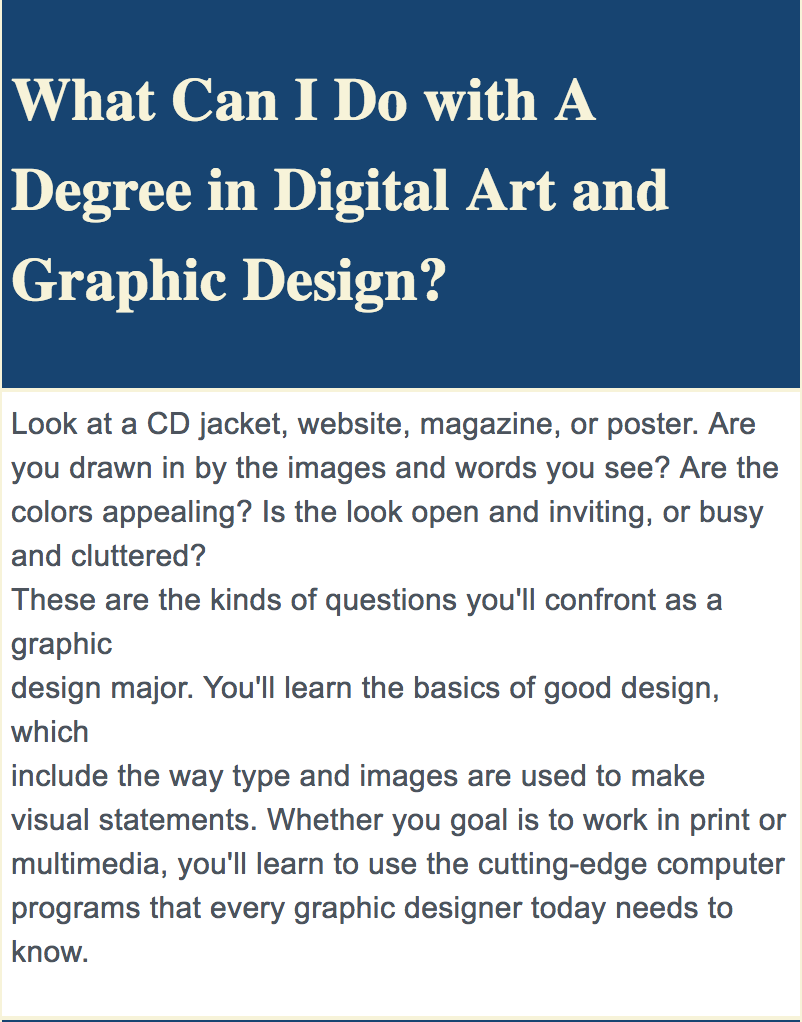 What Can I Do with A
Degree in Digital Art and
Graphic Design?
Look at a CD jacket, website, magazine, or poster. Are
you drawn in by the images and words you see? Are the
colors appealing? Is the look open and inviting, or busy
and cluttered?
These are the kinds of questions you'll confront as a
graphic
design major. You'll learn the basics of good design,
which
include the way type and images are used to make
visual statements. Whether you goal is to work in print or
multimedia, you'll learn to use the cutting-edge computer
programs that every graphic designer today needs to
know.